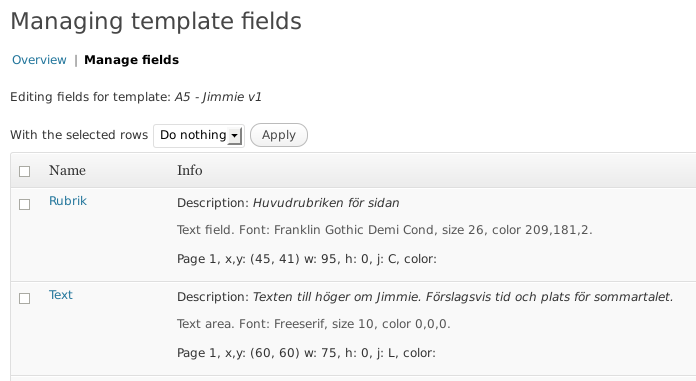 Managing template fields
Overview | Manage fields
Editing fields for template: A5 - Jimmie v1
With the selected rows Do nothing Apply
Name Info
Rubrik Description: Huvudrubriken för sidan
Text field. Font: Franklin Gothic Demi Cond, size 26, color 209,181,2.
Page 1, x,y: (45, 41) w: 95, h: 0, j: C, color:
Text Description: Texten till höger om Jimmie. Förslagsvis tid och plats för sommartalet.
Text area. Font: Freeserif, size 10, color 0,0,0.
Page 1, x,y: (60, 60) w: 75, h: 0, j: L, color: